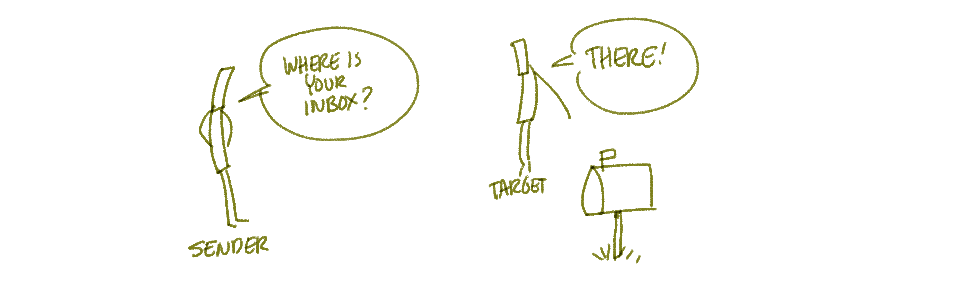 WHERE IS
YOUR
INBOX?
SENDER
THERE!
TARGET